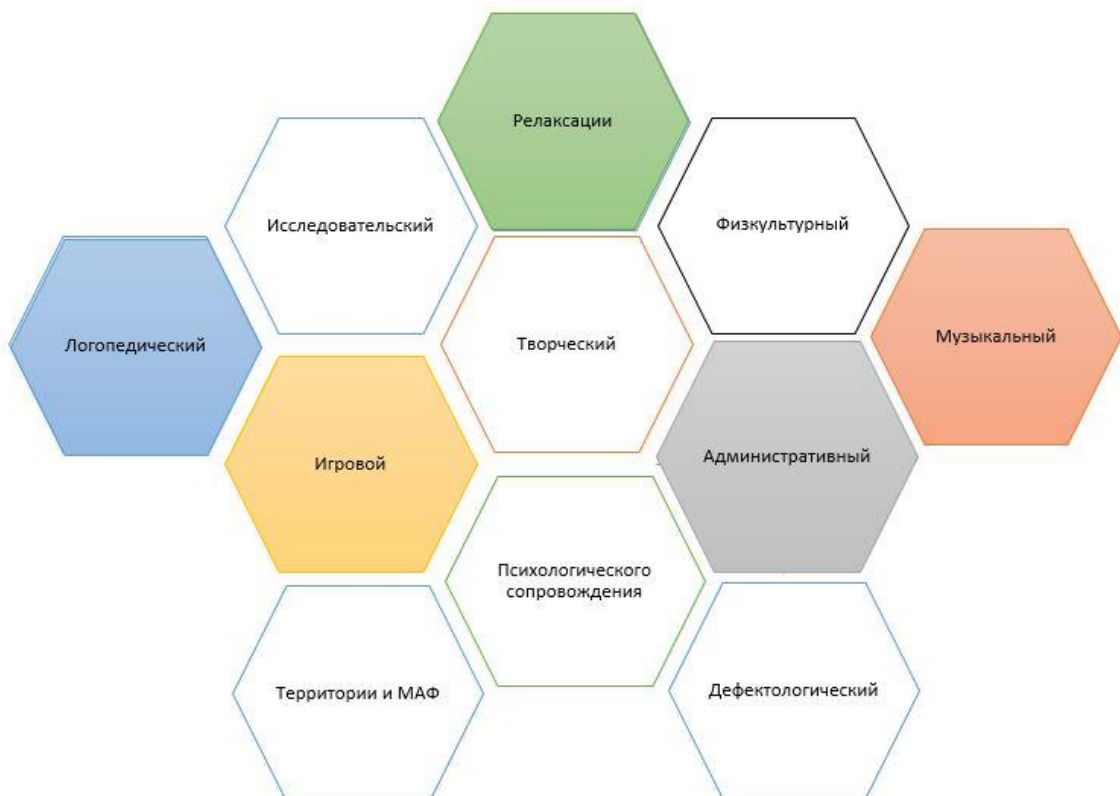 Релаксации
Исследовательский
Физкультурный
Логопедический
Творческий
Музыкальный
Игровой
Административный
Психологического
сопровождения
Территории и МАФ
Дефектологический